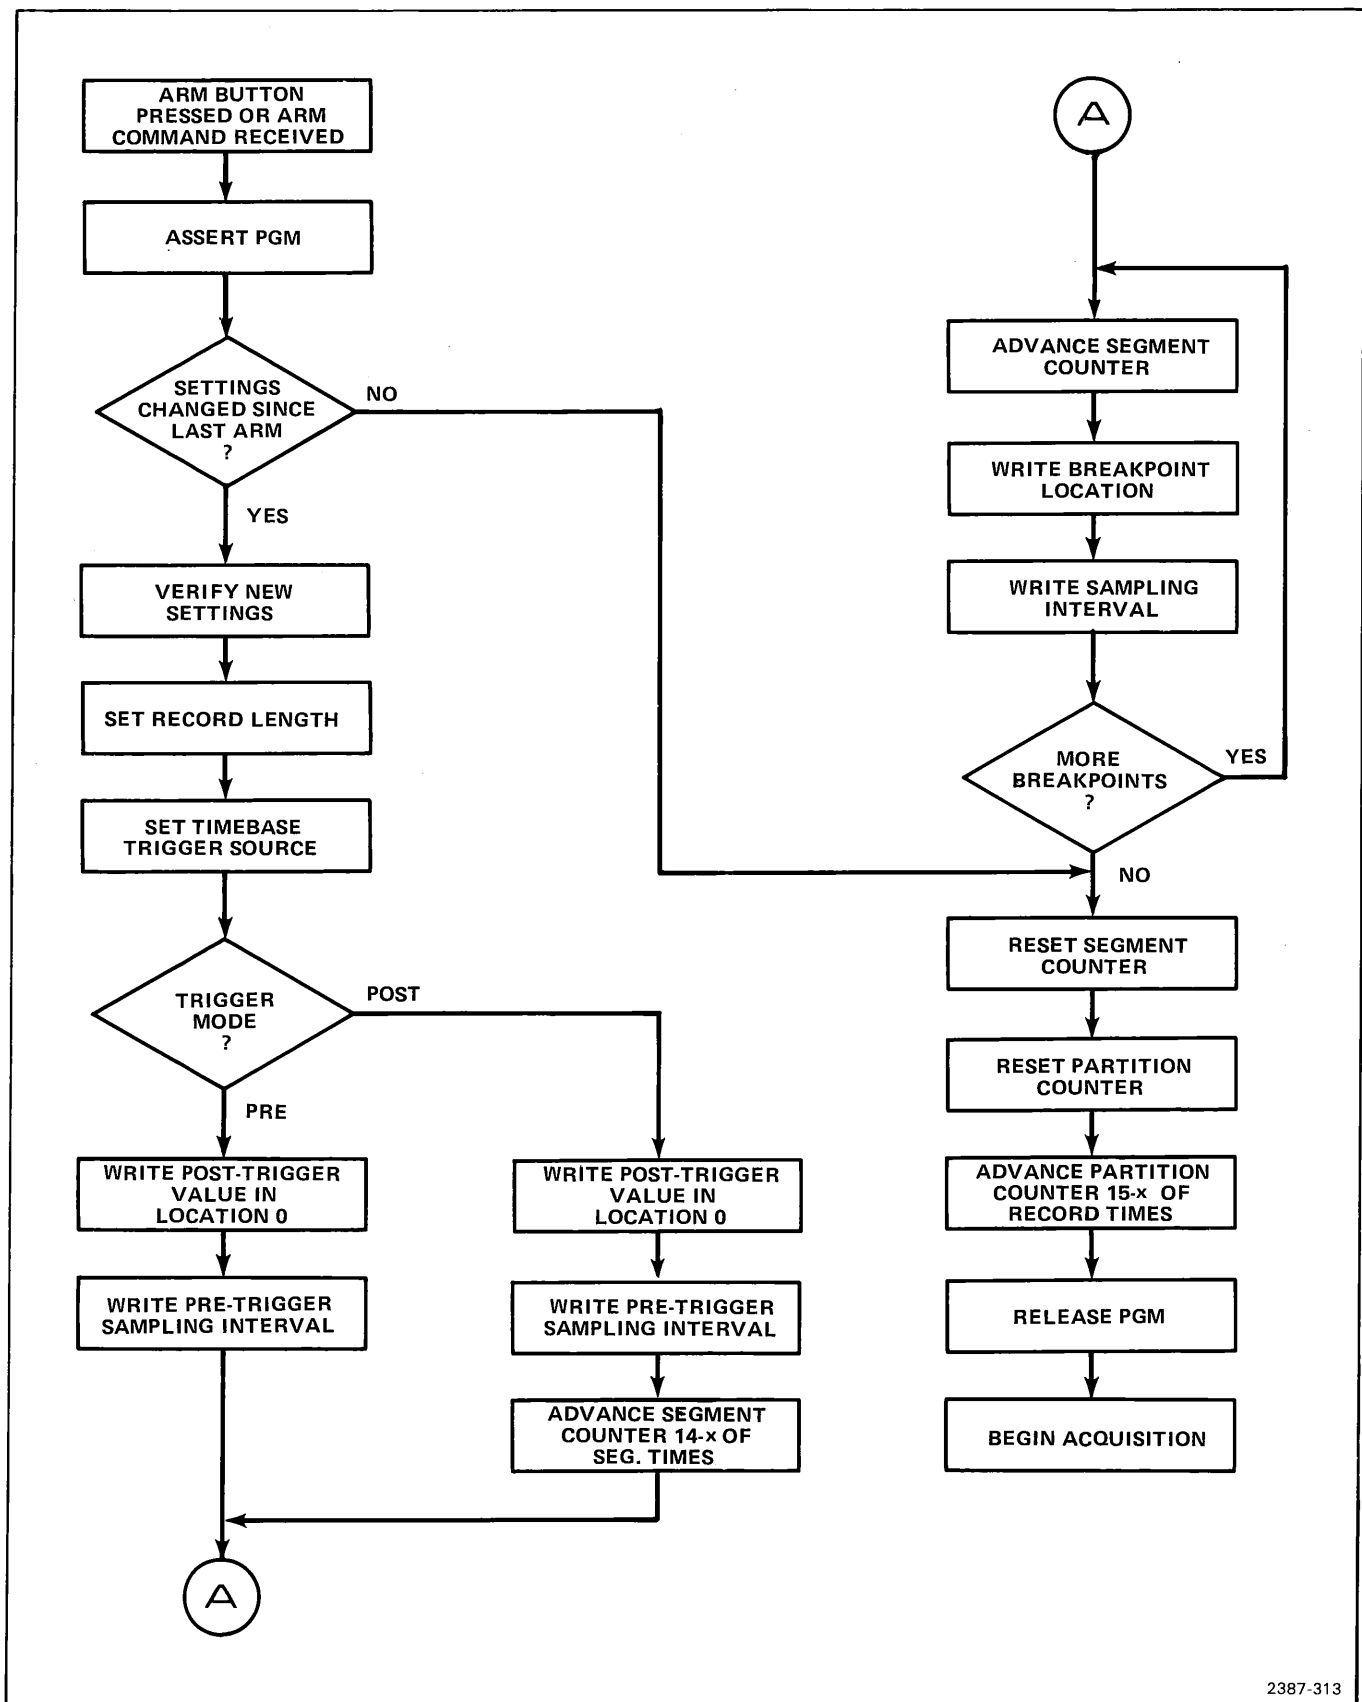 ARM BUTTON
PRESSED OR ARM
COMMAND RECEIVED
ASSERT PGM
SETTINGS
CHANGED SINCE
LAST ARM
?
NO
YES
VERIFY NEW
SETTINGS
SET RECORD LENGTH
SET TIMEBASE
TRIGGER SOURCE
TRIGGER
MODE
?
POST
PRE
WRITE POST-TRIGGER
VALUE IN
LOCATION 0
WRITE PRE-TRIGGER
SAMPLING INTERVAL
WRITE POST-TRIGGER
VALUE IN
LOCATION 0
WRITE PRE-TRIGGER
SAMPLING INTERVAL
ADVANCE SEGMENT
COUNTER 14-x OF
SEG. TIMES
A
A
ADVANCE SEGMENT
COUNTER
WRITE BREAKPOINT
LOCATION
WRITE SAMPLING
INTERVAL
MORE
BREAKPOINTS
?
YES
NO
RESET SEGMENT
COUNTER
RESET PARTITION
COUNTER
ADVANCE PARTITION
COUNTER 15-x OF
RECORD TIMES
RELEASE PGM
BEGIN ACQUISITION
2387-313